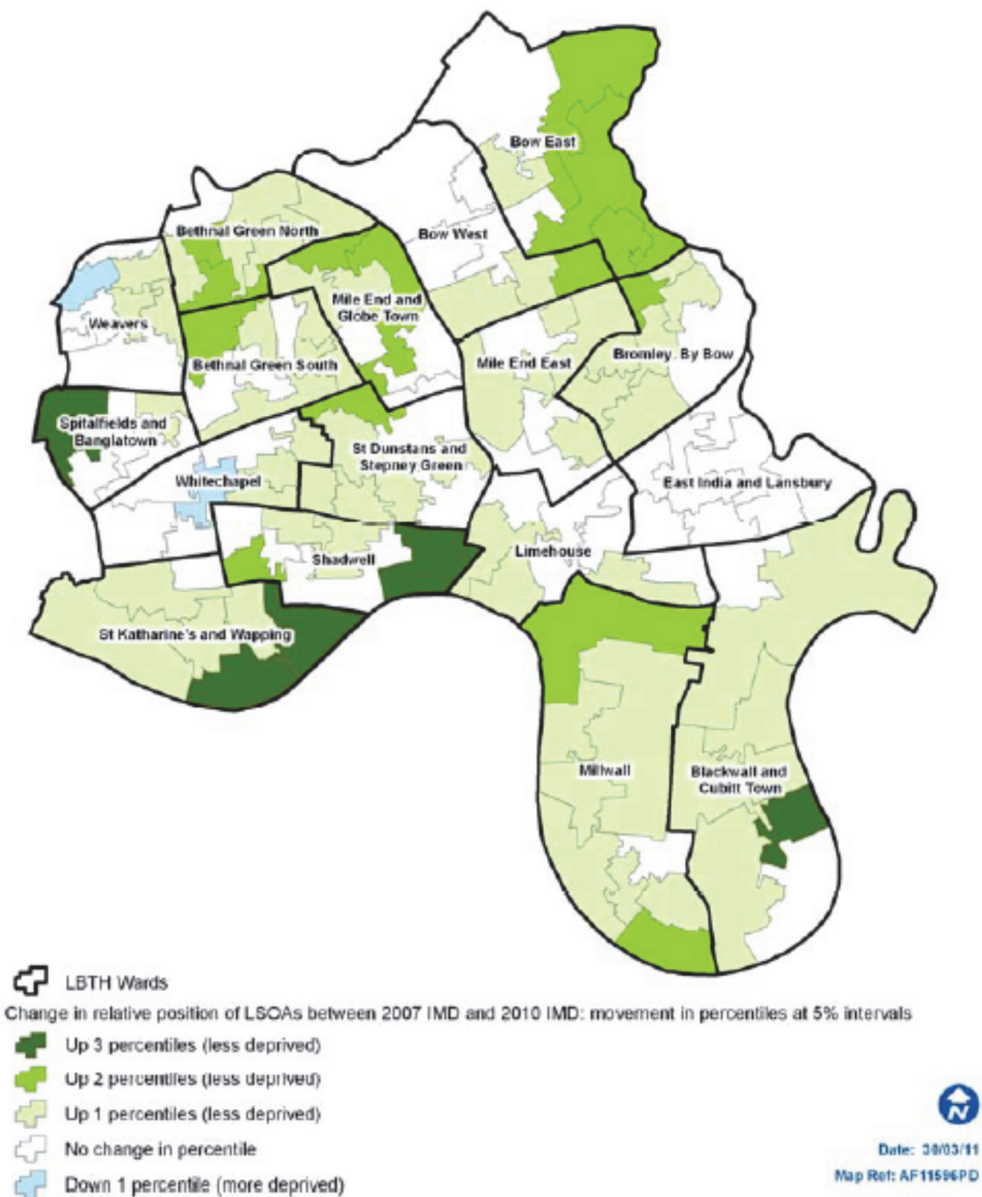 Bow East
Bethnal Green North
Bow West
Mile End and
Globe Town
Weavers
Bethnal Green South
Mile End East
Bromley. By Bow
Spitalfields and
Banglatown
St Dunstans and
Stepney Green
Whitechapel
East India and Lansbury
Limehouse
Shadwell
St Katharine's and Wapping
Millwall
Blackwall and
Cubitt Town
LBTH Wards
Change in relative position of LSOAs between 2007 IMD and 2010 IMD: movement in percentiles at 5% intervals
Up 3 percentiles (less deprived)
Up 2 percentiles (less deprived)
Up 1 percentiles (less deprived)
No change in percentile
Down 1 percentile (more deprived)
N
Date: 30/03/11
Map Ref: AF11596PD